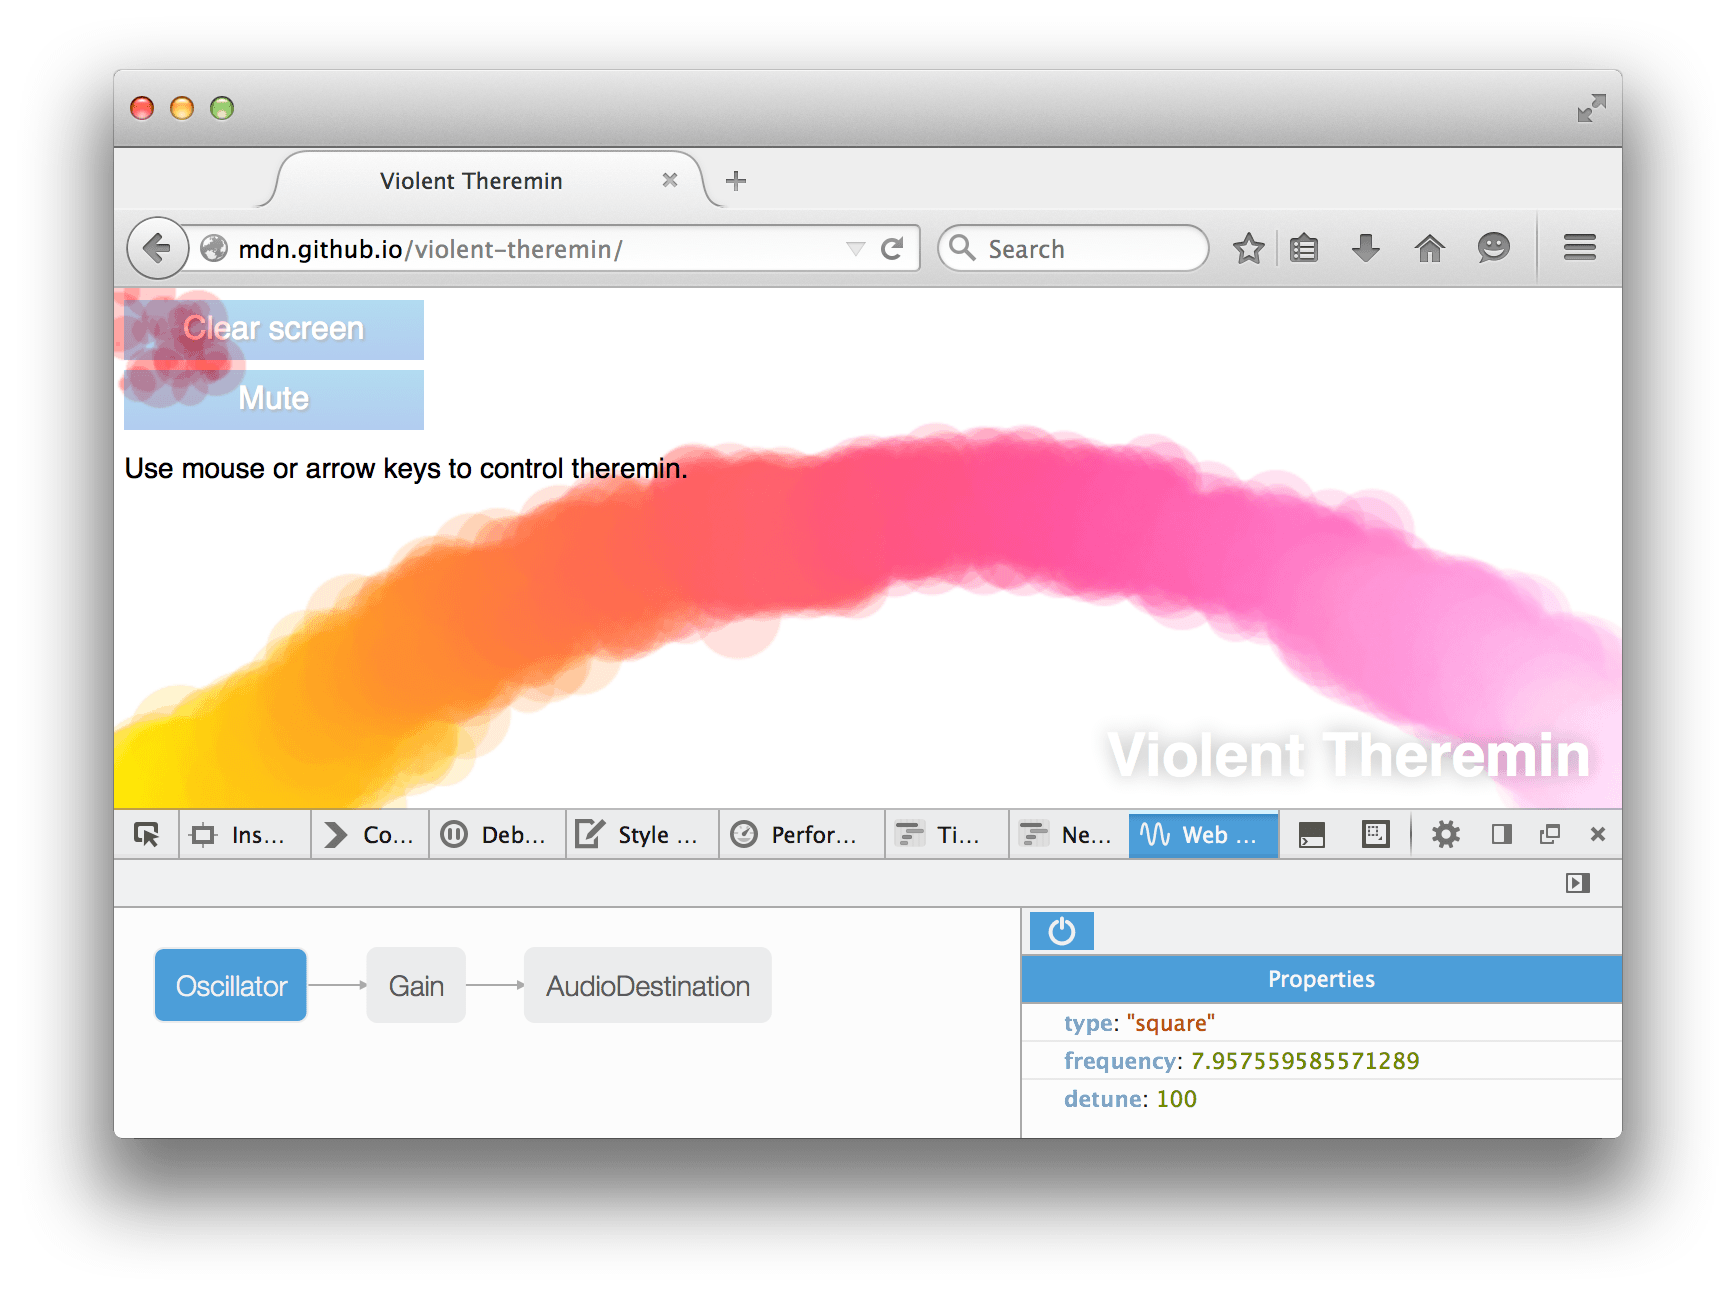 Violent Theremin
mdn.github.io/violent-theremin/
Search
Clear screen
Mute
Use mouse or arrow keys to control theremin.
Violent Theremin
Ins...
Co...
Deb...
Style ...
Perfor...
Ti...
Ne...
Web ...
Oscillator
Gain
AudioDestination
Properties
type: "square"
frequency: 7.957559585571289
detune: 100